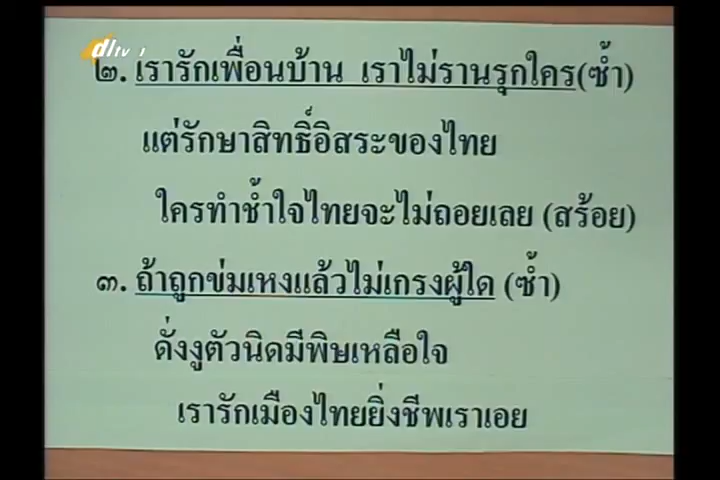 dltv 1
๒. เรารักเพื่อนบ้าน เราไม่รานรุกใคร(ซ้ำ)
แต่รักษาสิทธิ์อิสระของไทย
ใครทำช้ำใจไทยจะไม่ถอยเลย (สร้อย)
๓. ถ้าถูกข่มเหงแล้วไม่เกรงผู้ใด (ซ้ำ)
ดั่งงูตัวนิดมีพิษเหลือใจ
เรารักเมืองไทยยิ่งชีพเราเอย